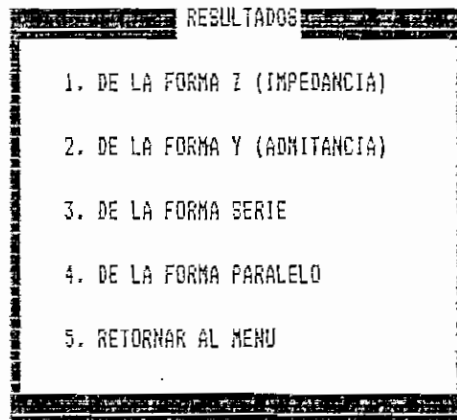 RESULTADOS
1. DE LA FORMA Z (IMPEDANCIA)
2. DE LA FORMA Y (ADMITANCIA)
3. DE LA FORMA SERIE
4. DE LA FORMA PARALELO
5. RETORNAR AL MENU